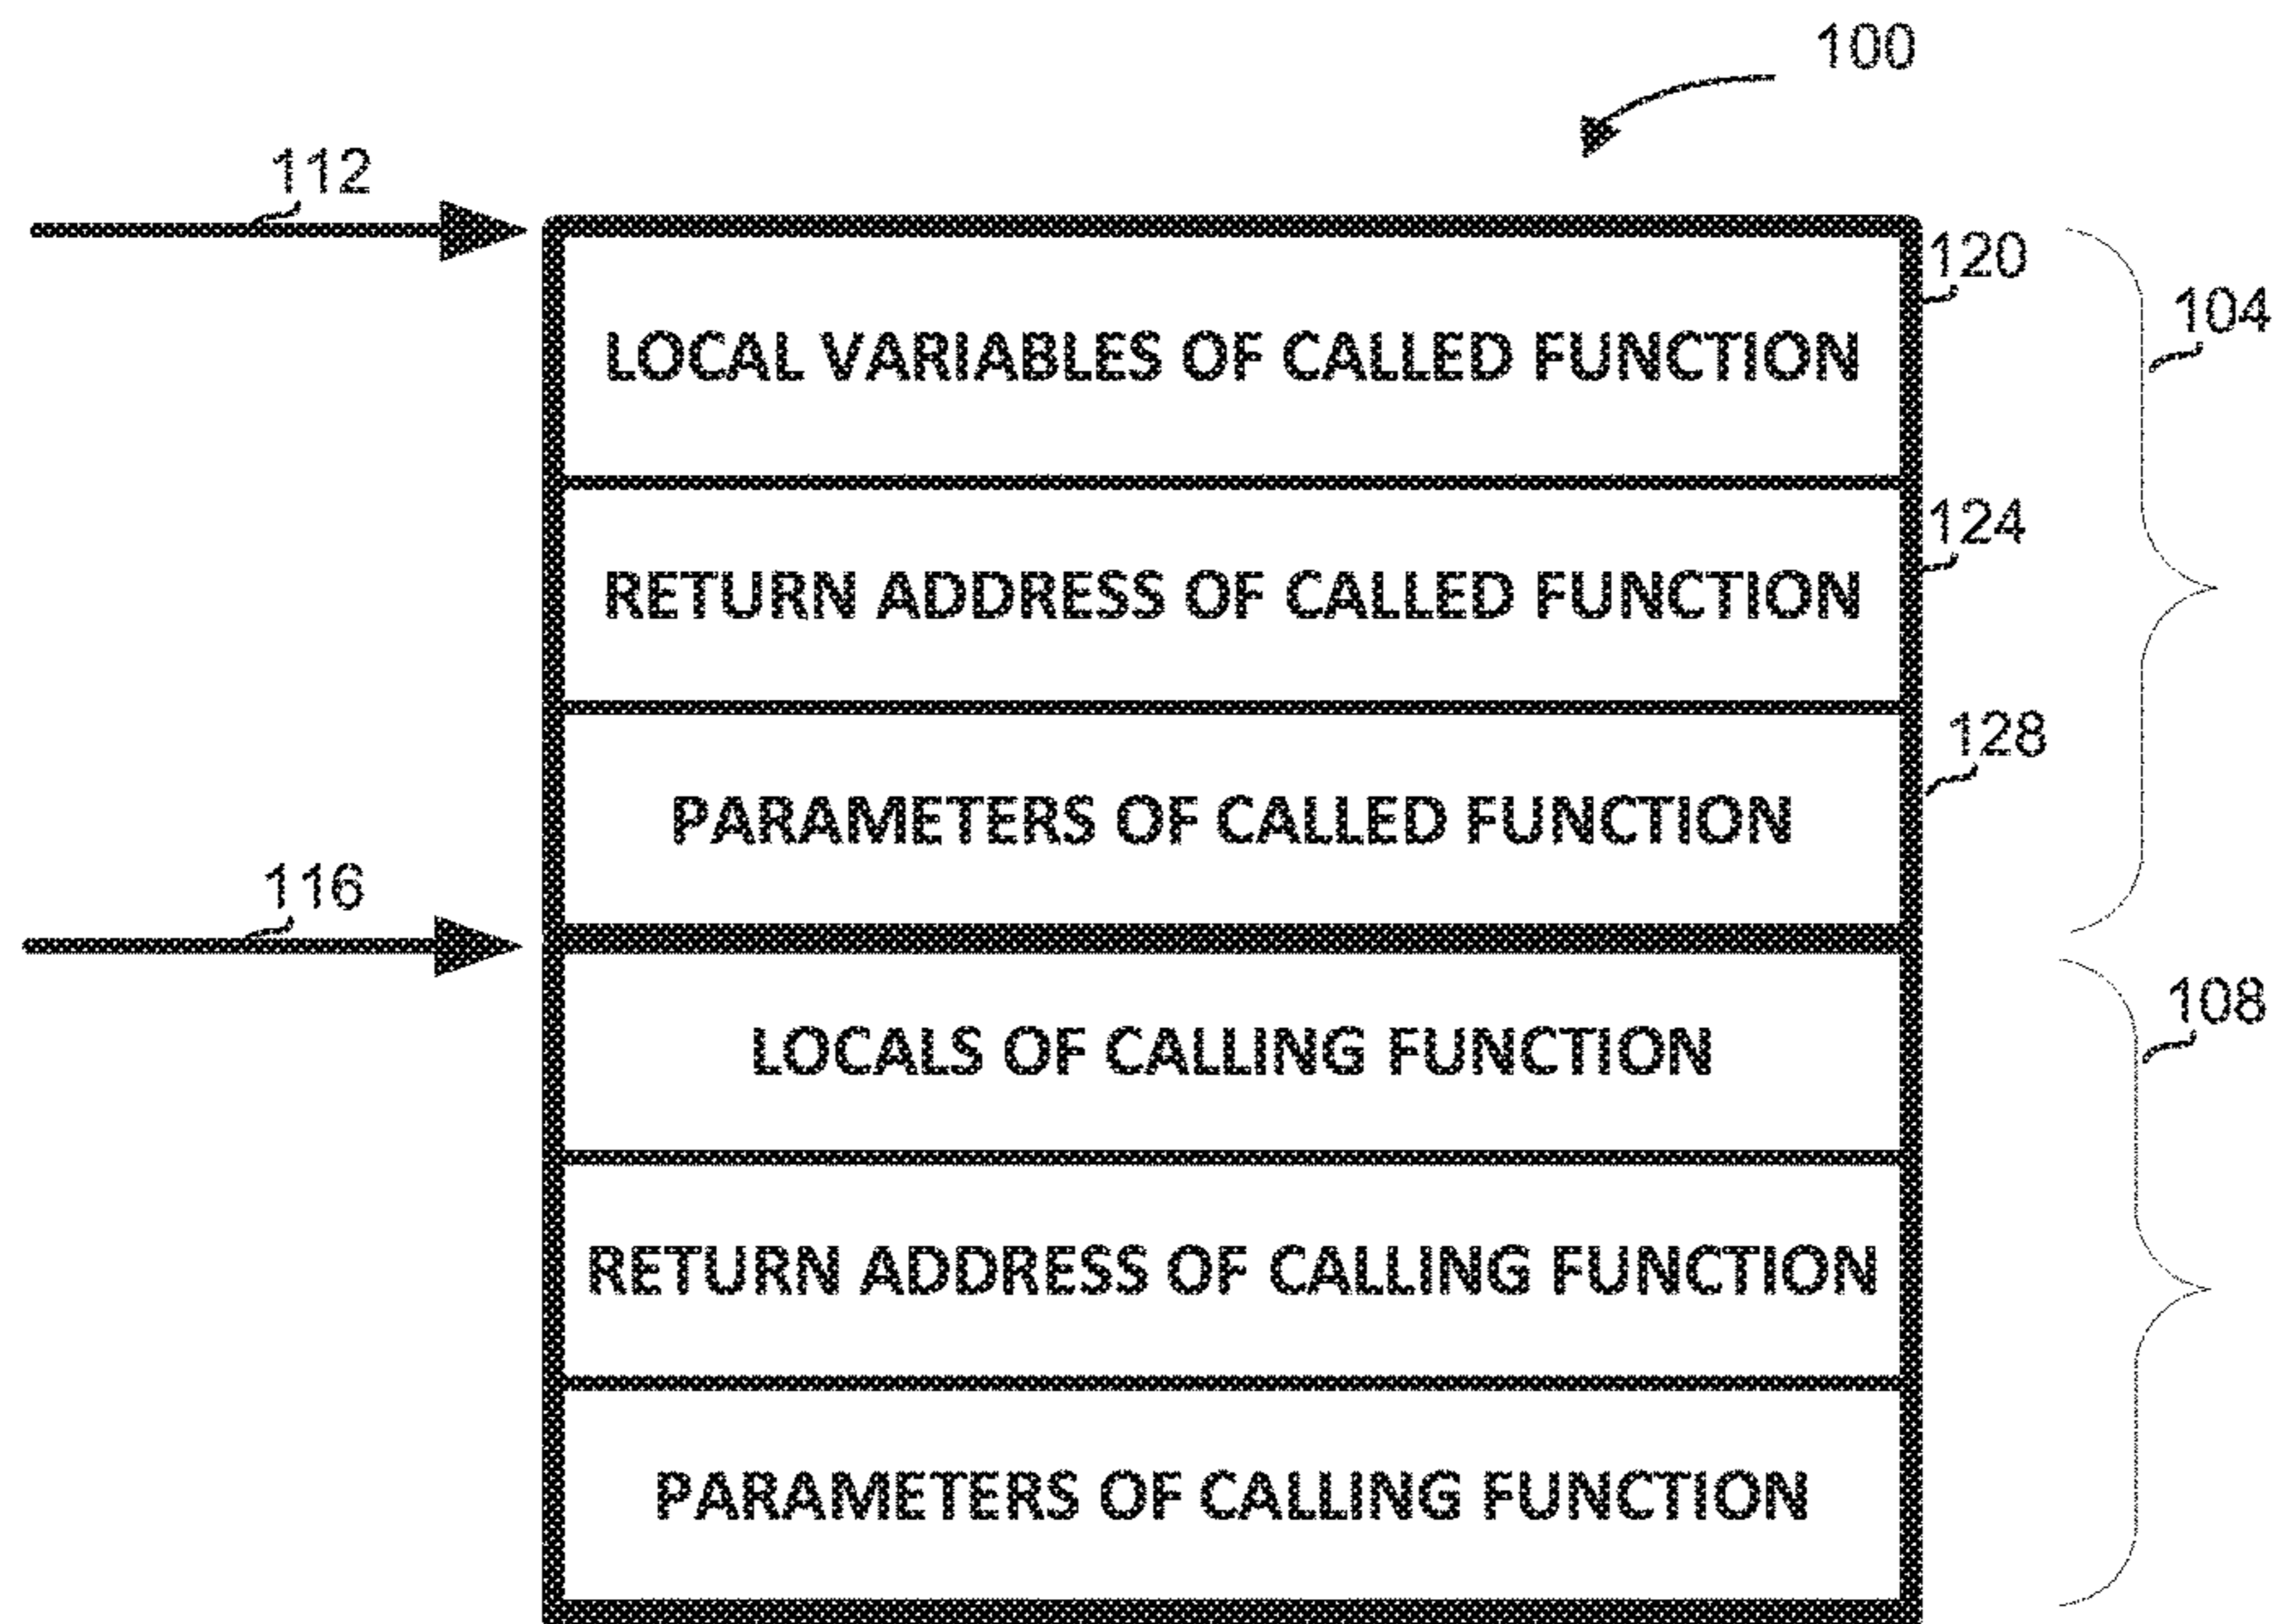 100
112
120
104
LOCAL VARIABLES OF CALLED FUNCTION
124
RETURN ADDRESS OF CALLED FUNCTION
128
PARAMETERS OF CALLED FUNCTION
116
108
LOCALS OF CALLING FUNCTION
RETURN ADDRESS OF CALLING FUNCTION
PARAMETERS OF CALLING FUNCTION